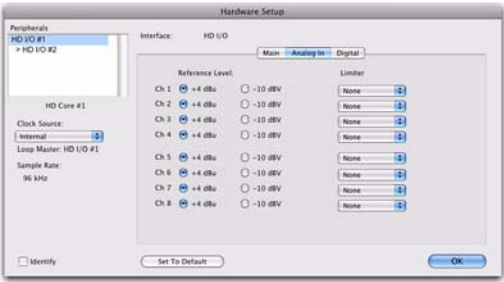 Hardware Setup
Peripherals
HD I/O #1
> HD I/O #2
HD Core #1
Clock Source:
Internal
Loop Master: HD I/O #1
Sample Rate:
96 kHz
Identify
Interface: HD I/O
Main Analog In Digital
Reference Level: Limiter
Ch 1 +4 dBu -10 dBV None
Ch 2 +4 dBu -10 dBV None
Ch 3 +4 dBu -10 dBV None
Ch 4 +4 dBu -10 dBV None
Ch 5 +4 dBu -10 dBV None
Ch 6 +4 dBu -10 dBV None
Ch 7 +4 dBu -10 dBV None
Ch 8 +4 dBu -10 dBV None
Set To Default OK